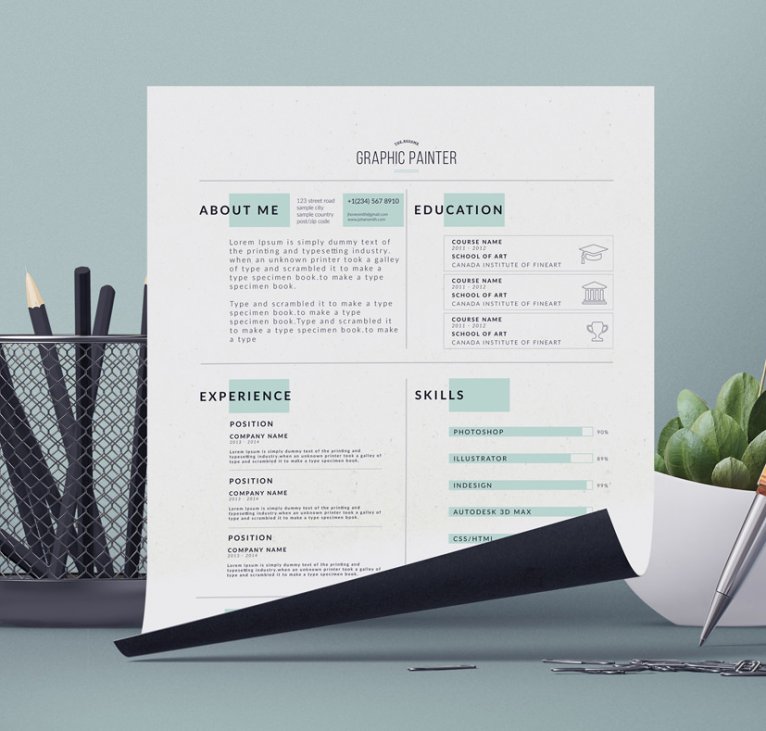 THE RESUME
GRAPHIC PAINTER
ABOUT ME
123 street road
sample city
sample country
post/zip code
+1(234) 567 8910
jhonesmith@gmail.com
www.johansmith.com
Lorem Ipsum is simply dummy text of
the printing and typesetting industry.
when an unknown printer took a galley
of type and scrambled it to make a
type specimen book.to make a type
specimen book.
Type and scrambled it to make a type
specimen book.Type and scrambled it
to make a type specimen book.to make
a type
EDUCATION
COURSE NAME
2011 - 2012
SCHOOL OF ART
CANADA INSTITUTE OF FINEART
COURSE NAME
2011 - 2012
SCHOOL OF ART
CANADA INSTITUTE OF FINEART
COURSE NAME
2011 - 2012
SCHOOL OF ART
CANADA INSTITUTE OF FINEART
EXPERIENCE
POSITION
COMPANY NAME
2013 - 2014
Lorem Ipsum is simply dummy text of the printing and
typesetting industry.when an unknown printer took a galley of
type and scrambled it to make a type specimen book.
POSITION
COMPANY NAME
2013 - 2014
Lorem Ipsum is simply dummy text of the printing and
typesetting industry.when an unknown printer took a galley of
type and scrambled it to make a type specimen book.
POSITION
COMPANY NAME
2013 - 2014
Lorem Ipsum is simply dummy text of the printing and
typesetting industry.when an unknown printer took a galley of
type and scrambled it to make a type specimen book.
SKILLS
PHOTOSHOP 90%
ILLUSTRATOR 89%
INDESIGN 99%
AUTODESK 3D MAX
CSS/HTML